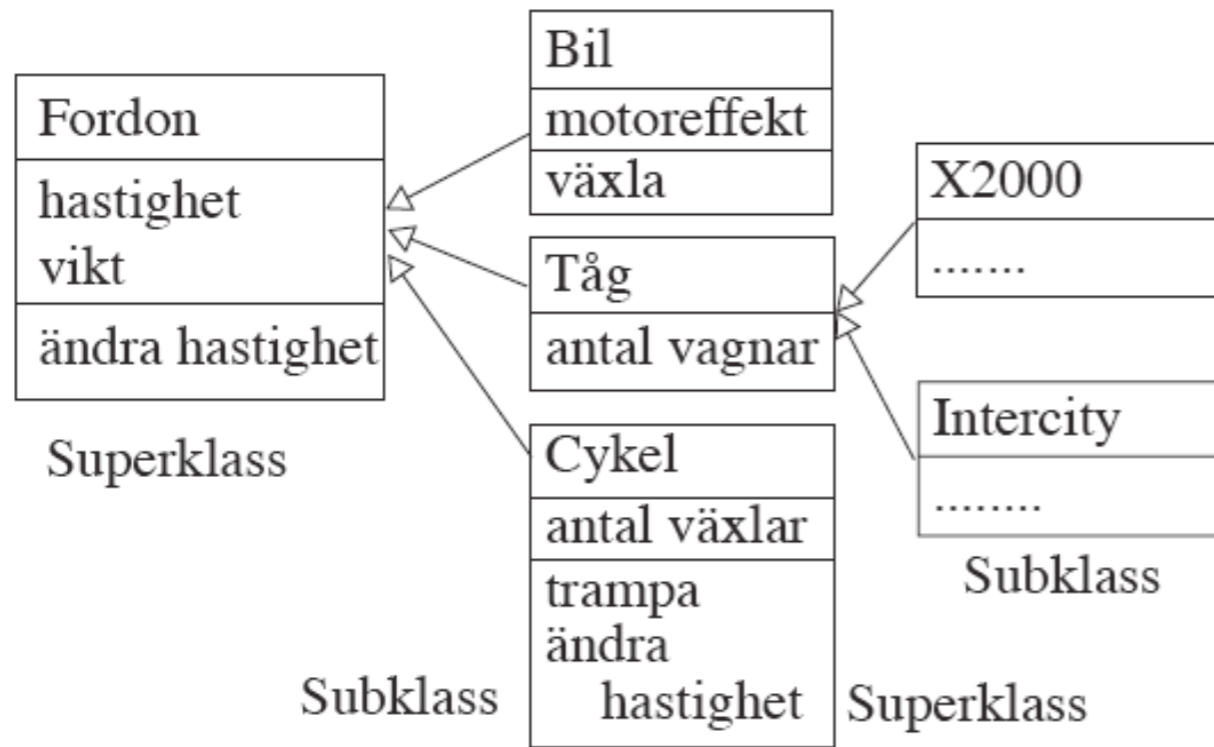 Fordon
hastighet
vikt
ändra hastighet
Superklass
Bil
motoreffekt
växla
Tåg
antal vagnar
Cykel
antal växlar
trampa
ändra
hastighet
Subklass
Superklass
X2000
.......
Intercity
........
Subklass